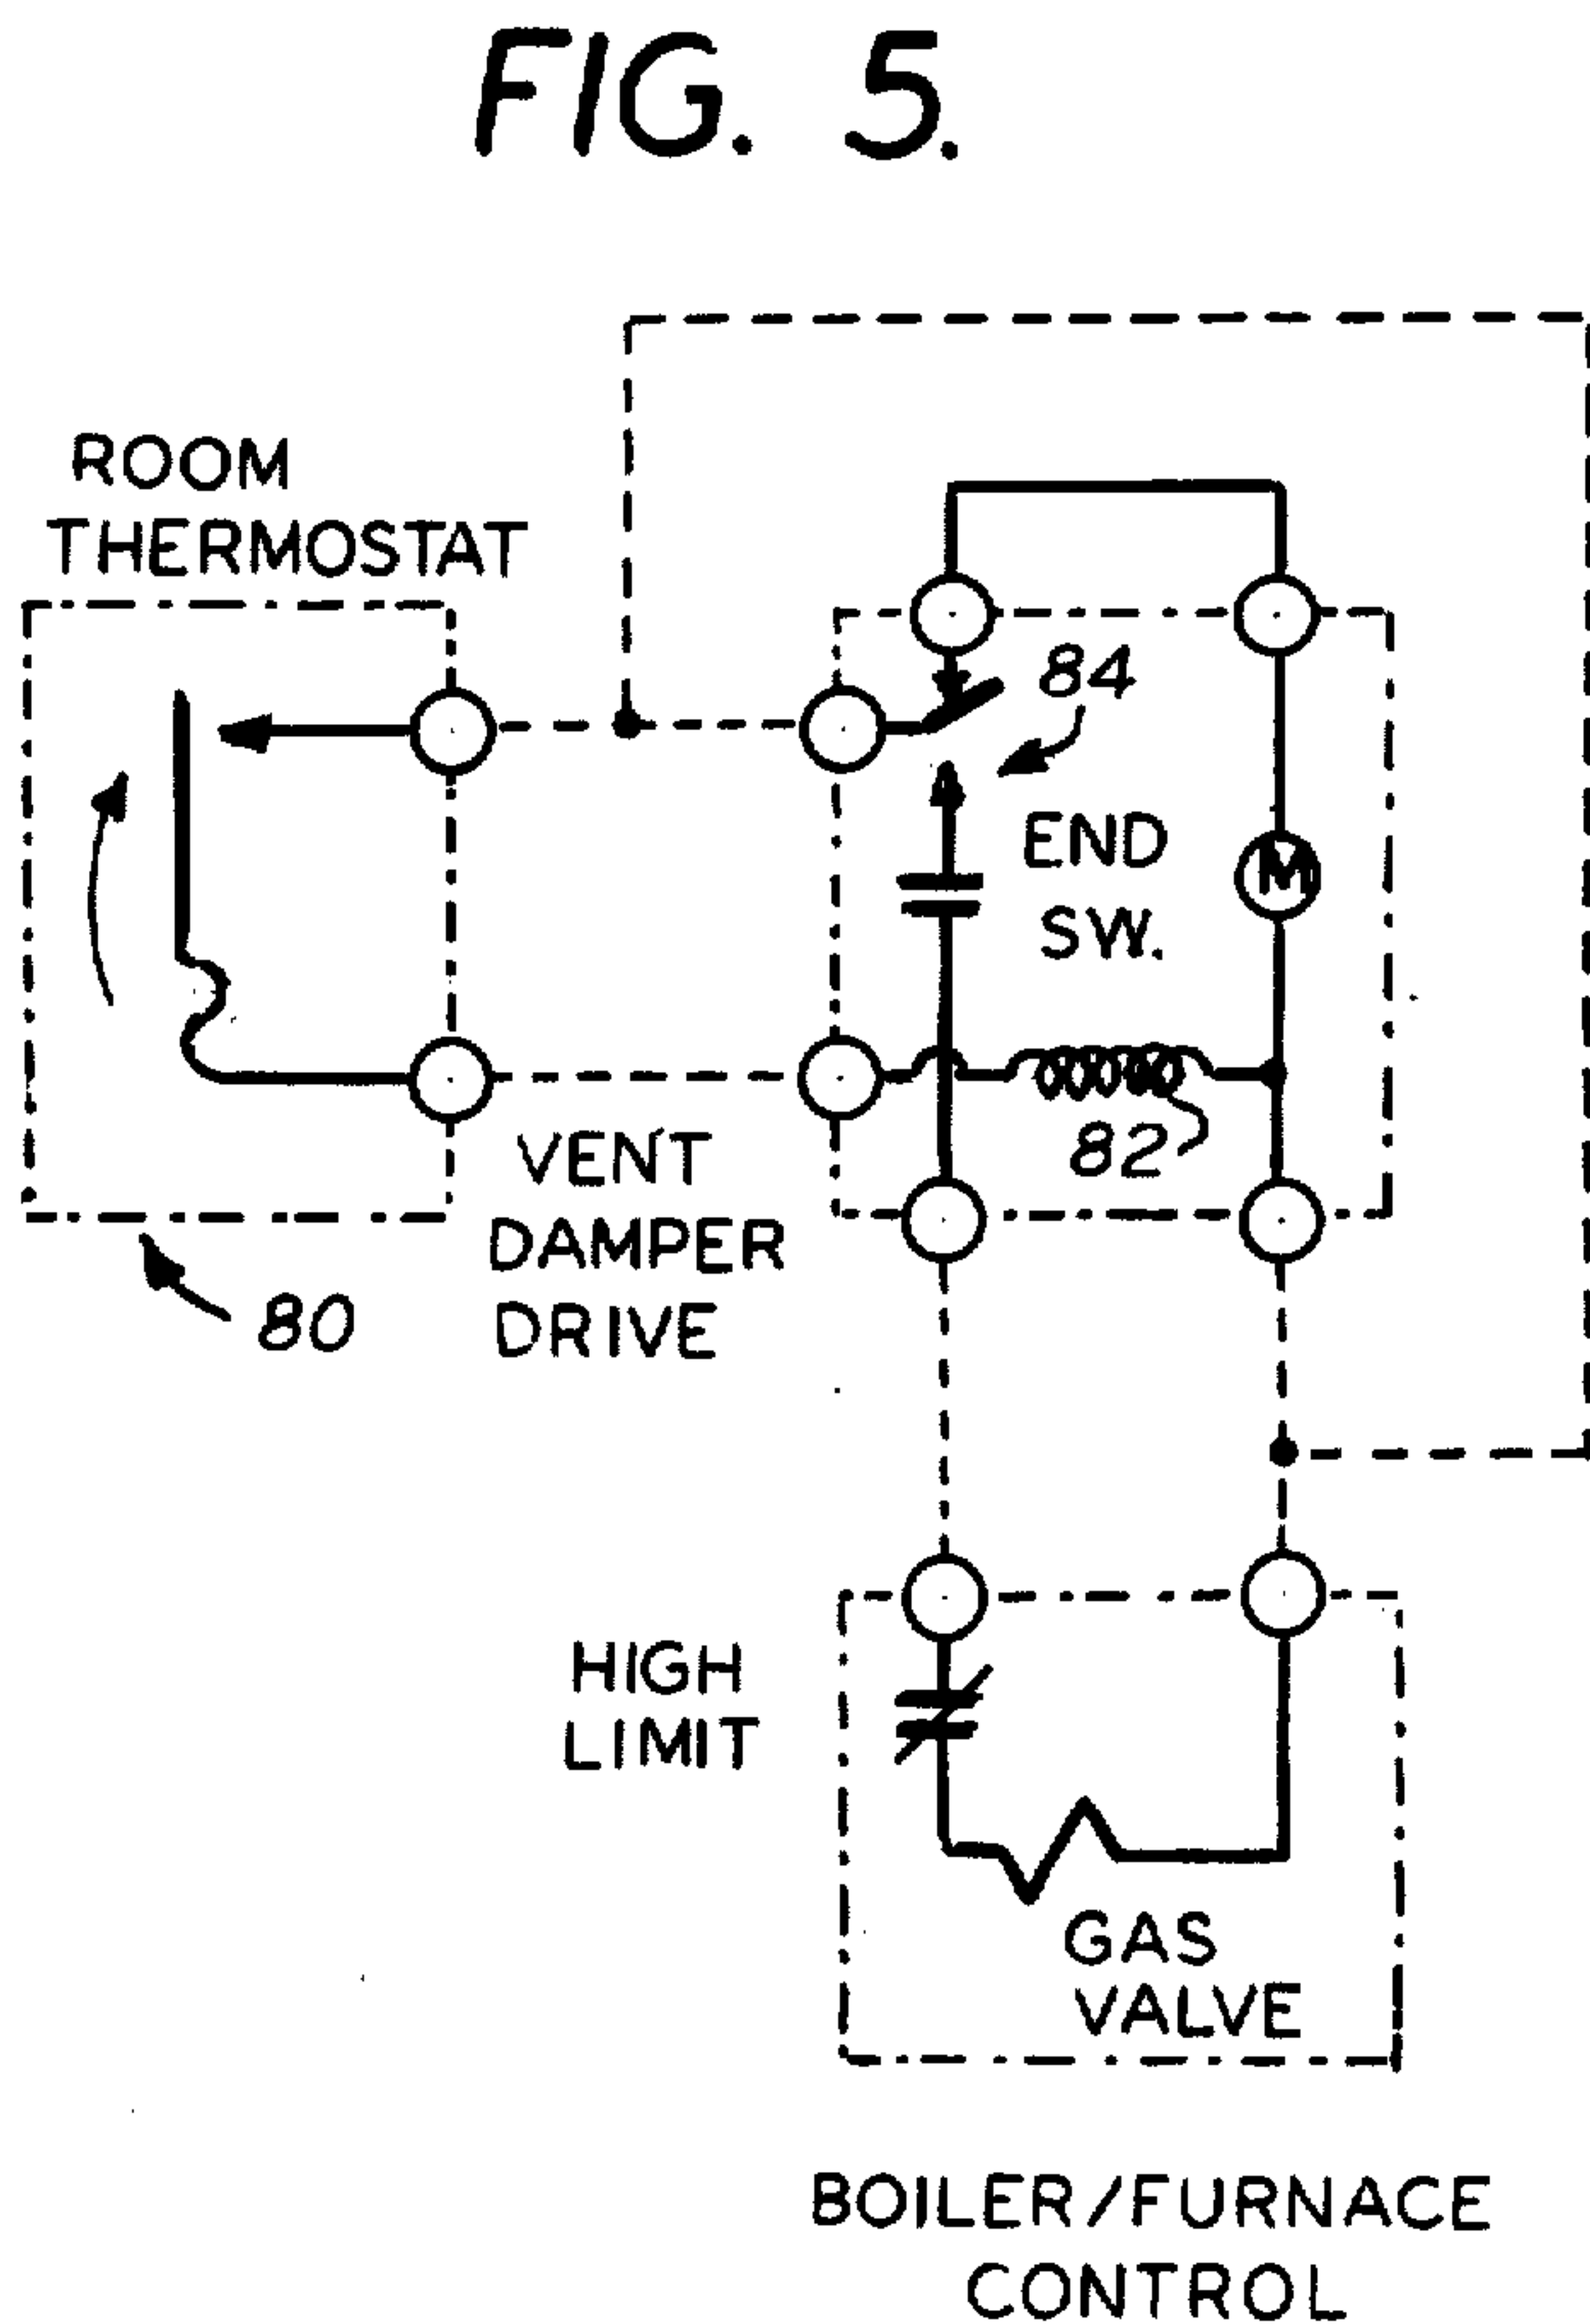 FIG. 5.
ROOM
THERMOSTAT
84
END
SW.
M
82
VENT
DAMPER
DRIVE
80
HIGH
LIMIT
GAS
VALVE
BOILER/FURNACE
CONTROL